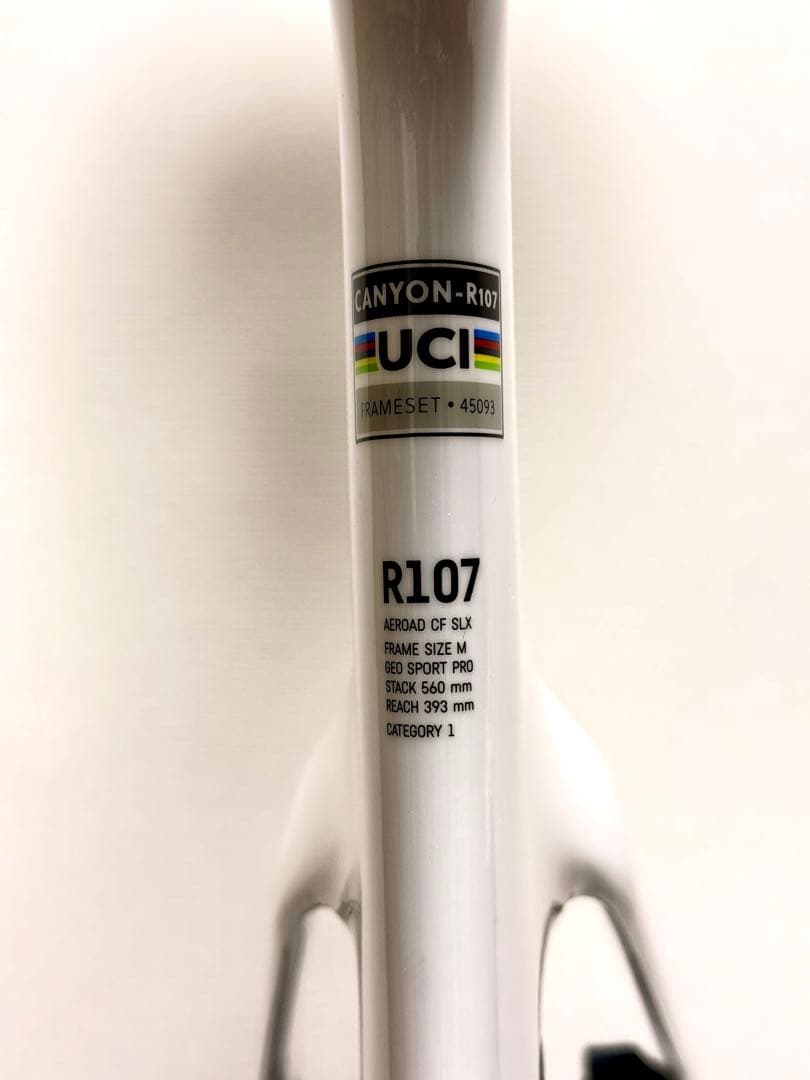 CANYON-R107
UCI
FRAMESET • 45093
R107
AEROAD CF SLX
FRAME SIZE M
GEO SPORT PRO
STACK 560 mm
REACH 393 mm
CATEGORY 1